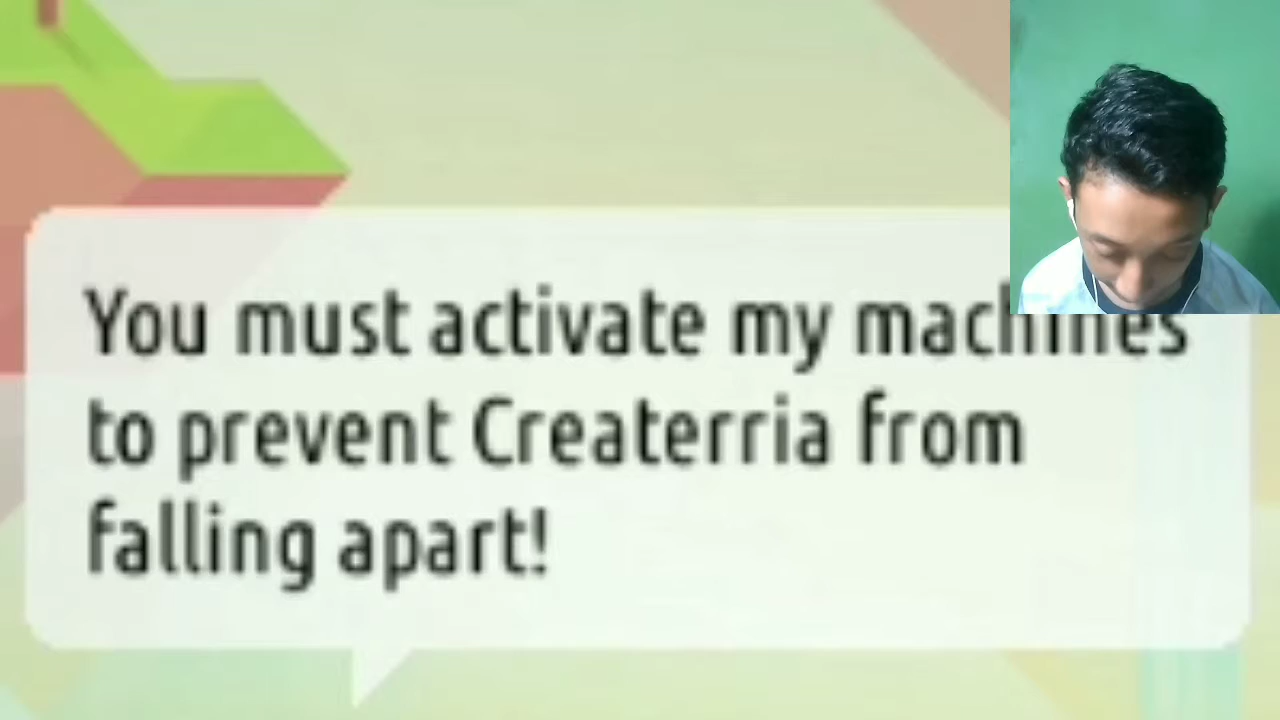 You must activate my machines
to prevent Createrria from
falling apart!